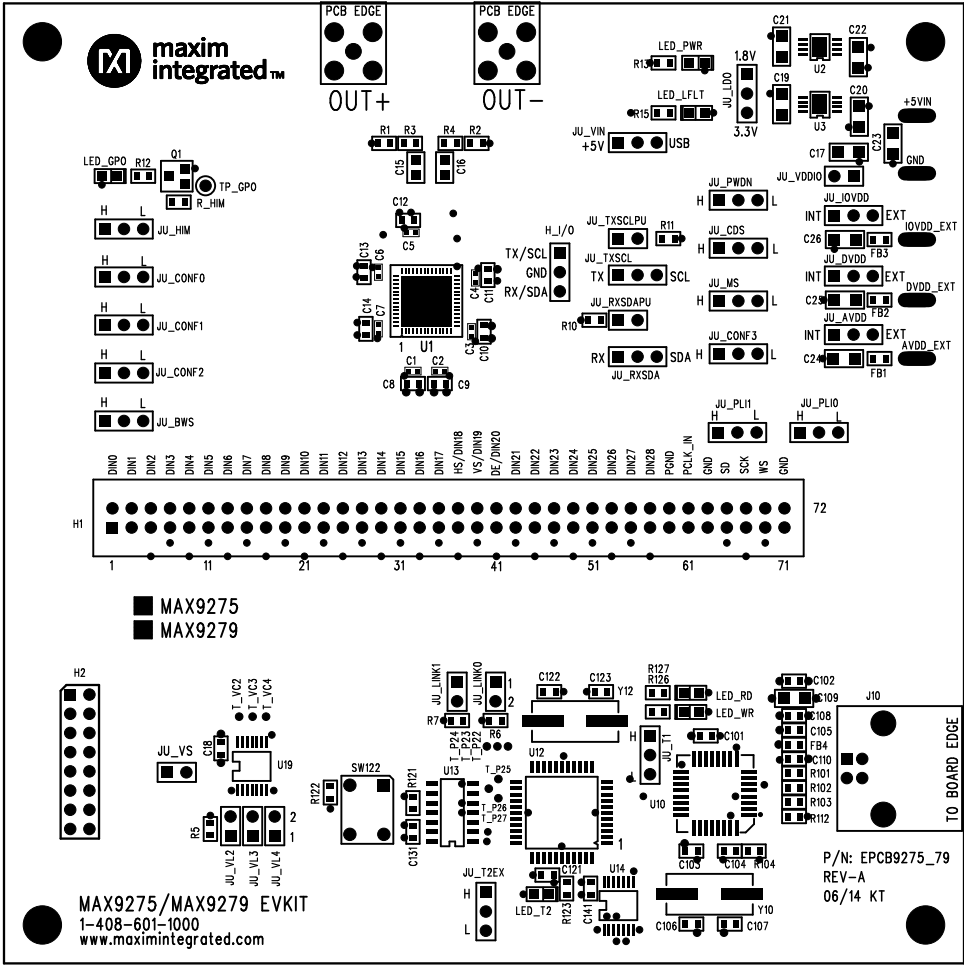 PCB EDGE
PCB EDGE
maxim
integrated™
OUT+
OUT-
LED_PWR
R13
LED_LFLT
R15
1.8V
JU_LDO
3.3V
C21
U2
C22
C19
U3
C20
+5VIN
C23
GND
C17
JU_VDDIO
JU_VIN
+5V
USB
R1
R3
R4
R2
C15
C16
LED_GPO
R12
Q1
TP_GPO
R_HIM
H
L
JU_HIM
H
L
JU_CONF0
H
L
JU_CONF1
H
L
JU_CONF2
H
L
JU_BWS
C12
C5
C13
C6
C14
C7
C4
C11
C3
C10
1
U1
C1
C2
C8
C9
H_I/O
TX/SCL
GND
RX/SDA
JU_TXSCLPU
R11
JU_TXSCL
TX
SCL
JU_RXSDAPU
R10
RX
SDA
JU_RXSDA
JU_PWDN
H
L
JU_CDS
H
L
JU_MS
H
L
JU_CONF3
H
L
JU_IOVDD
INT
EXT
IOVDD_EXT
C26
FB3
JU_DVDD
INT
EXT
DVDD_EXT
C23
FB2
JU_AVDD
INT
EXT
AVDD_EXT
C24
FB1
JU_PLI1
H
L
JU_PLI0
H
L
DIN0
DIN1
DIN2
DIN3
DIN4
DIN5
DIN6
DIN7
DIN8
DIN9
DIN10
DIN11
DIN12
DIN13
DIN14
DIN15
DIN16
DIN17
HS/DIN18
VS/DIN19
DE/DIN20
DIN21
DIN22
DIN23
DIN24
DIN25
DIN26
DIN27
DIN28
PGND
PCLK_IN
GND
SD
SCK
WS
GND
H1
72
1
11
21
31
41
51
61
71
MAX9275
MAX9279
H2
T_VC2
T_VC3
T_VC4
C18
U19
JU_VS
R5
2
1
JU_VL2
JU_VL3
JU_VL4
JU_LINK1
JU_LINK0
1
2
R7
R6
T_P24
T_P23
T_P22
C122
C123
Y12
R127
R126
LED_RD
LED_WR
H
L
JU_T1
C101
U10
SW122
R122
R121
C131
U13
T_P25
T_P26
T_P27
U12
1
C102
C109
C108
C105
FB4
C110
R101
R102
R103
R112
J10
TO BOARD EDGE
JU_T2EX
H
L
C121
LED_T2
R123
C141
U14
C103
C104
R104
Y10
C106
C107
P/N: EPCB9275_79
REV-A
06/14 KT
MAX9275/MAX9279 EVKIT
1-408-601-1000
www.maximintegrated.com